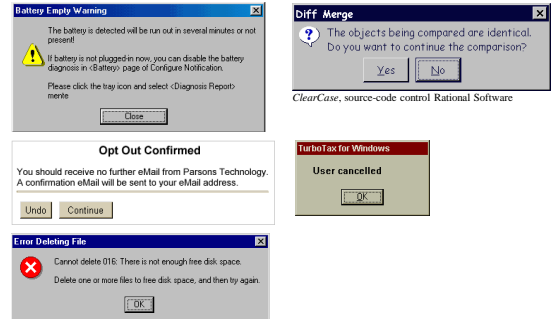 Battery Empty Warning
The battery is detected will be run out in several minutes or not
present!
If battery is not plugged-in now, you can disable the battery
diagnosis in <Battery> page of Configure Notification.
Please click the tray icon and select <Diagnosis Report>
mente
Close
Diff Merge
The objects being compared are identical.
Do you want to continue the comparison?
Yes
No
ClearCase, source-code control Rational Software
Opt Out Confirmed
You should receive no further eMail from Parsons Technology.
A confirmation eMail will be sent to your eMail address.
Undo
Continue
TurboTax for Windows
User cancelled
OK
Error Deleting File
Cannot delete 016: There is not enough free disk space.
Delete one or more files to free disk space, and then try again.
OK